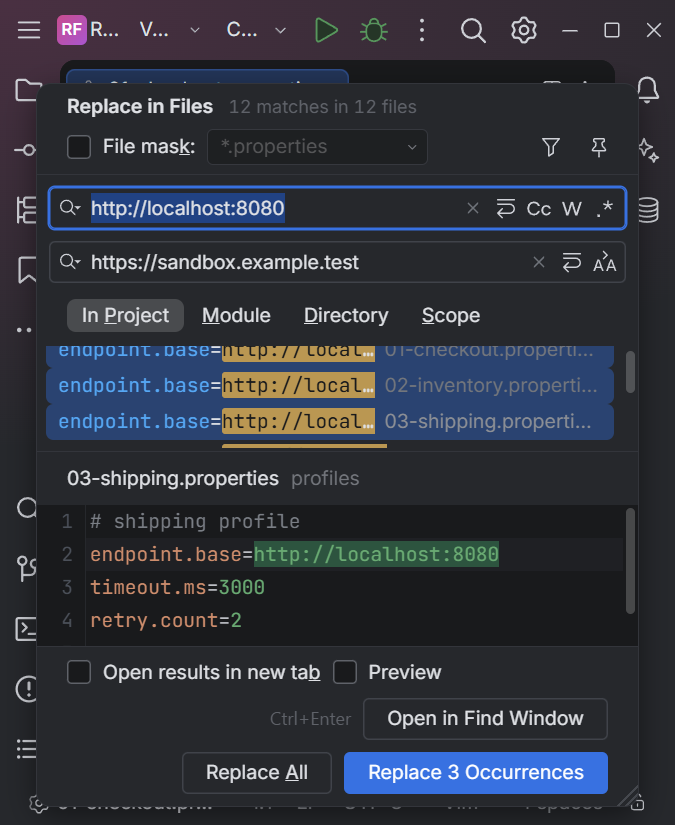 RF R... V... C...
Replace in Files 12 matches in 12 files
File mask: *.properties
http://localhost:8080 Cc W .*
https://sandbox.example.test
In Project Module Directory Scope
endpoint.base=http://local… 01-checkout.properti...
endpoint.base=http://local… 02-inventory.properti...
endpoint.base=http://local… 03-shipping.properti...
03-shipping.properties profiles
1 # shipping profile
2 endpoint.base=http://localhost:8080
3 timeout.ms=3000
4 retry.count=2
Open results in new tab Preview
Ctrl+Enter Open in Find Window
Replace All Replace 3 Occurrences